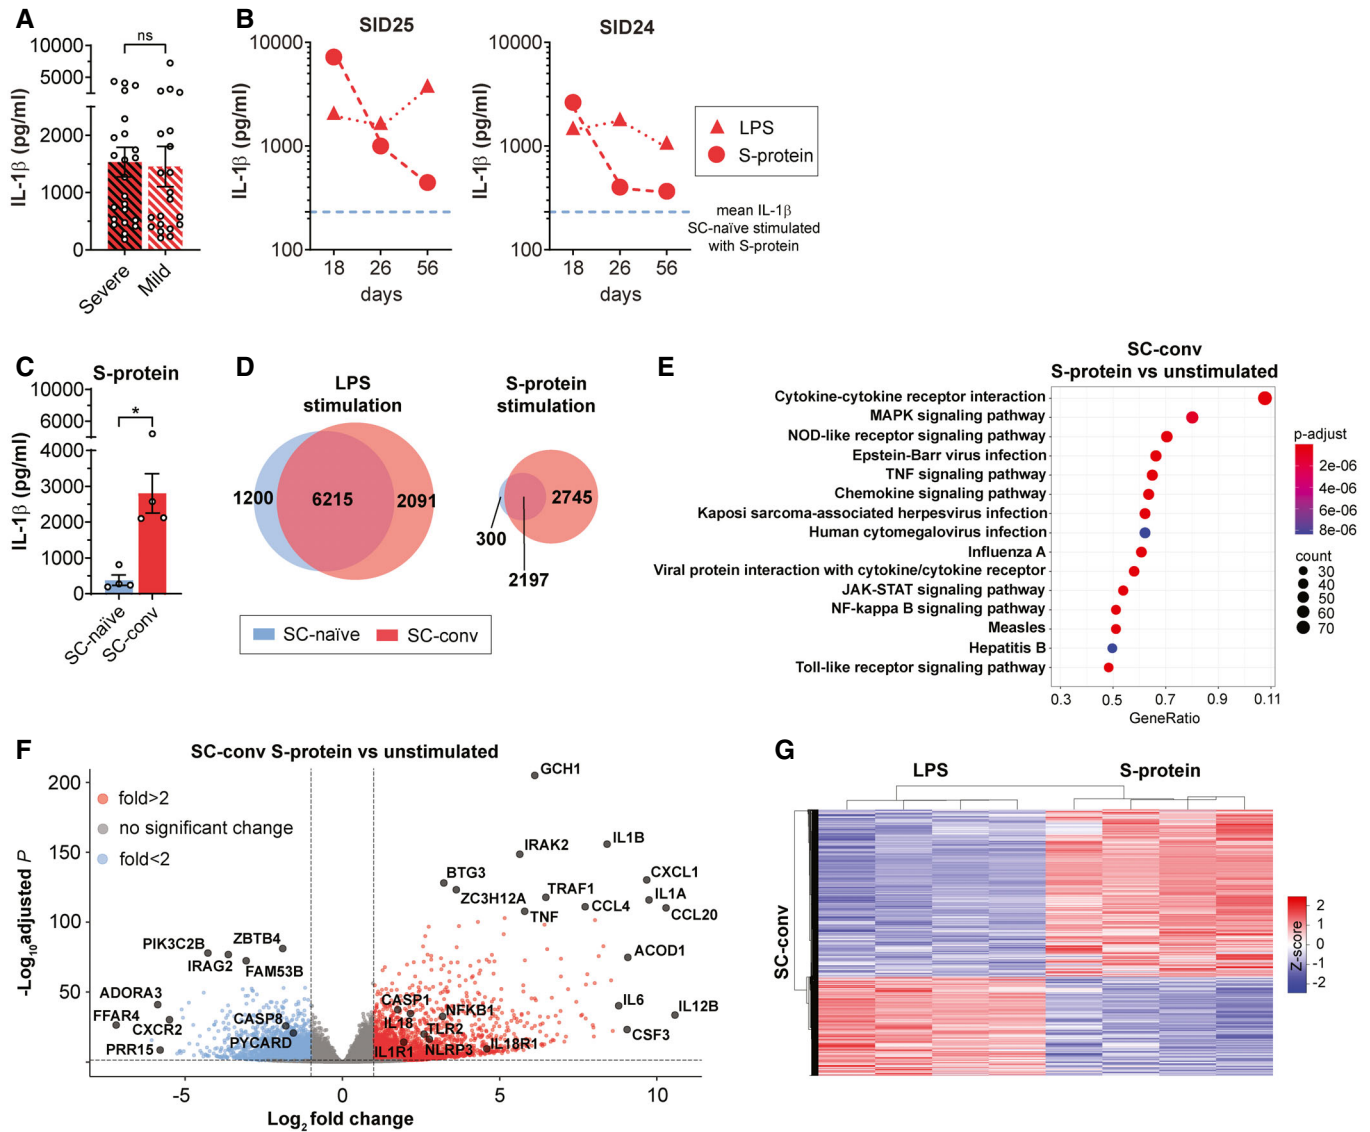 A
IL-1β (pg/ml)
10000
5000
2000
1000
0
ns
Severe
Mild
B
SID25
IL-1β (pg/ml)
10000
1000
100
18
26
56
days
SID24
IL-1β (pg/ml)
10000
1000
100
18
26
56
days
LPS
S-protein
mean IL-1β
SC-naïve stimulated
with S-protein
C
S-protein
IL-1β (pg/ml)
10000
8000
6000
4000
3000
2000
1000
0
*
SC-naïve
SC-conv
D
LPS
stimulation
1200
6215
2091
S-protein
stimulation
2745
300
2197
SC-naïve
SC-conv
E
SC-conv
S-protein vs unstimulated
Cytokine-cytokine receptor interaction
MAPK signaling pathway
NOD-like receptor signaling pathway
Epstein-Barr virus infection
TNF signaling pathway
Chemokine signaling pathway
Kaposi sarcoma-associated herpesvirus infection
Human cytomegalovirus infection
Influenza A
Viral protein interaction with cytokine/cytokine receptor
JAK-STAT signaling pathway
NF-kappa B signaling pathway
Measles
Hepatitis B
Toll-like receptor signaling pathway
0.3
0.5
0.7
0.9
0.11
GeneRatio
p-adjust
2e-06
4e-06
6e-06
8e-06
count
30
40
50
60
70
F
SC-conv S-protein vs unstimulated
-Log10adjusted P
200
150
100
50
fold>2
no significant change
fold<2
GCH1
IRAK2
IL1B
BTG3
ZC3H12A
TRAF1
CXCL1
IL1A
TNF
CCL4
CCL20
ZBTB4
PIK3C2B
IRAG2
FAM53B
ACOD1
ADORA3
FFAR4
CXCR2
CASP8
PYCARD
PRR15
CASP1
IL18
NFKB1
TLR2
IL1R1
NLRP3
IL18R1
IL6
IL12B
CSF3
-5
0
5
10
Log2 fold change
G
LPS
S-protein
SC-conv
2
1
0
-1
-2
Z-score